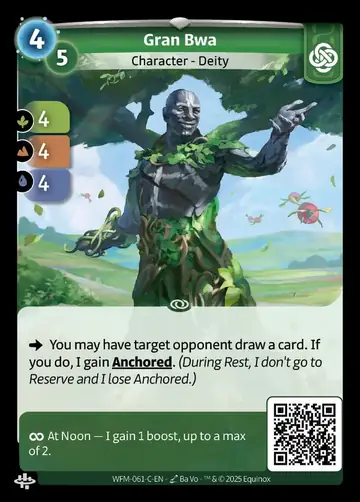 4
5
Gran Bwa
Character - Deity
4
4
4
You may have target opponent draw a card. If
you do, I gain Anchored. (During Rest, I don't go to
Reserve and I lose Anchored.)
∞ At Noon — I gain 1 boost, up to a max
of 2.
WFM-061-C-EN - Ba Vo - ™ & © 2025 Equinox